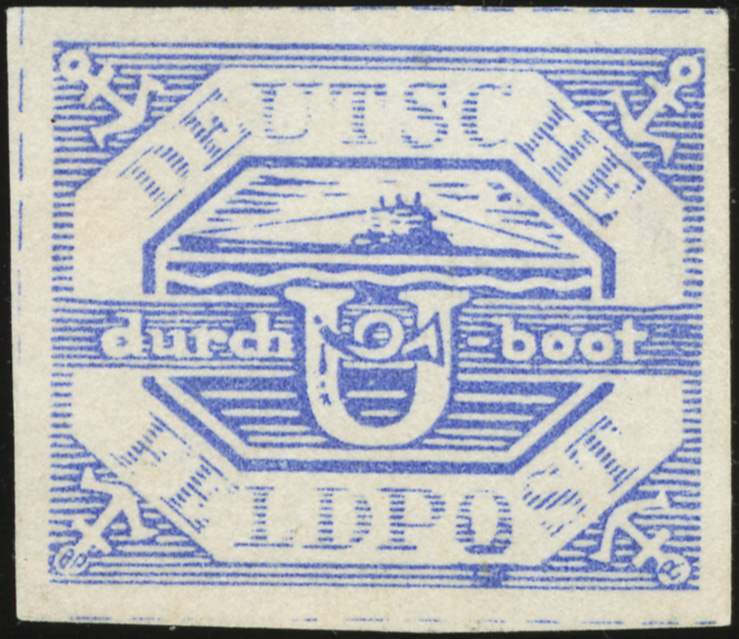 DEUTSCHE
durch U-boot
FELDPOST